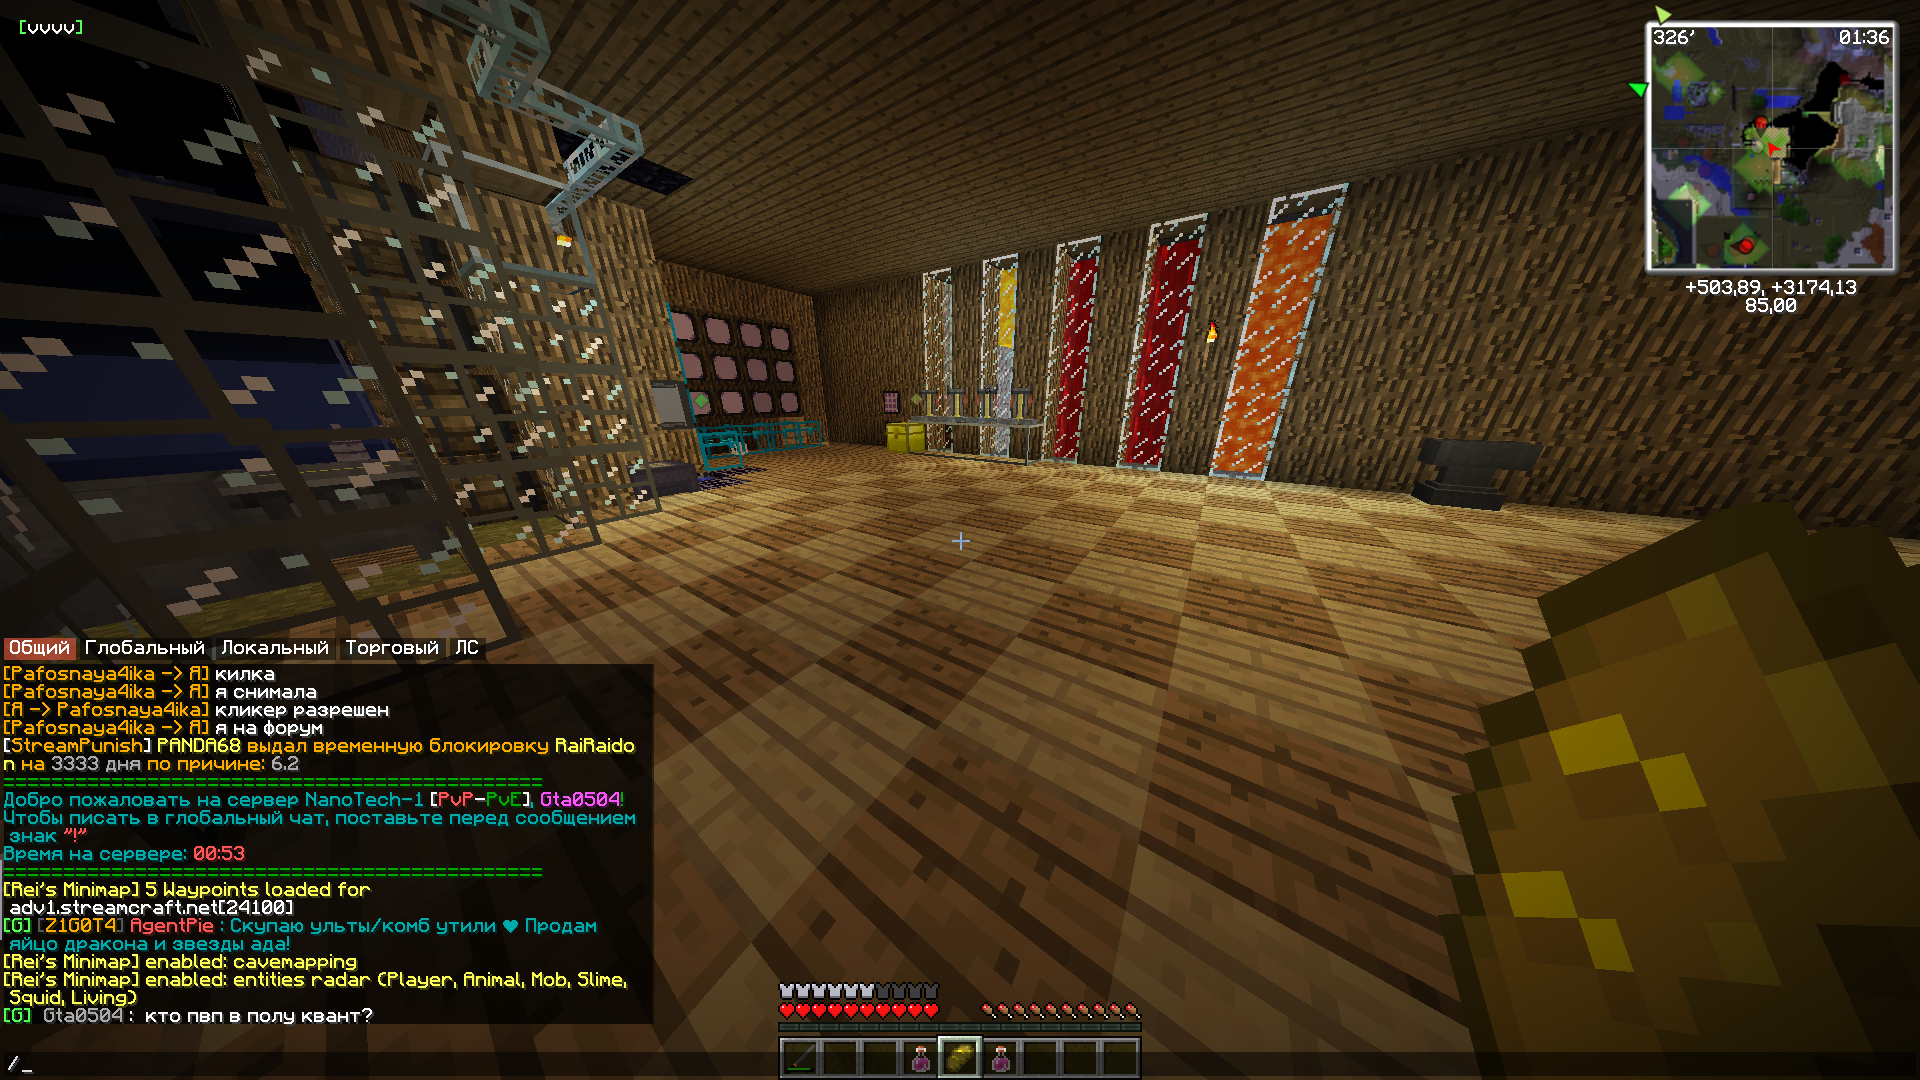 [vvvv]
326' 01:36
+503,89, +3174,13
85,00
Общий Глобальный Локальный Торговый ЛС
[Pafosnaya4ika -> Я] килка
[Pafosnaya4ika -> Я] я снимала
[Я -> Pafosnaya4ika] кликер разрешен
[Pafosnaya4ika -> Я] я на форум
[StreamPunish] PANDA68 выдал временную блокировку RaiRaido
n на 3333 дня по причине: 6.2
=============================================
Добро пожаловать на сервер NanoTech-1 [PvP-PvE], Gta0504!
Чтобы писать в глобальный чат, поставьте перед сообщением
знак "!"
Время на сервере: 00:53
=============================================
[Rei's Minimap] 5 Waypoints loaded for
adv1.streamcraft.net[24100]
[G] [Z1G0T4] AgentPie : Скупаю ульты/комб утили ♥ Продам
яйцо дракона и звезды ада!
[Rei's Minimap] enabled: cavemapping
[Rei's Minimap] enabled: entities radar (Player, Animal, Mob, Slime,
Squid, Living)
[G] Gta0504 : кто пвп в полу квант?
/_